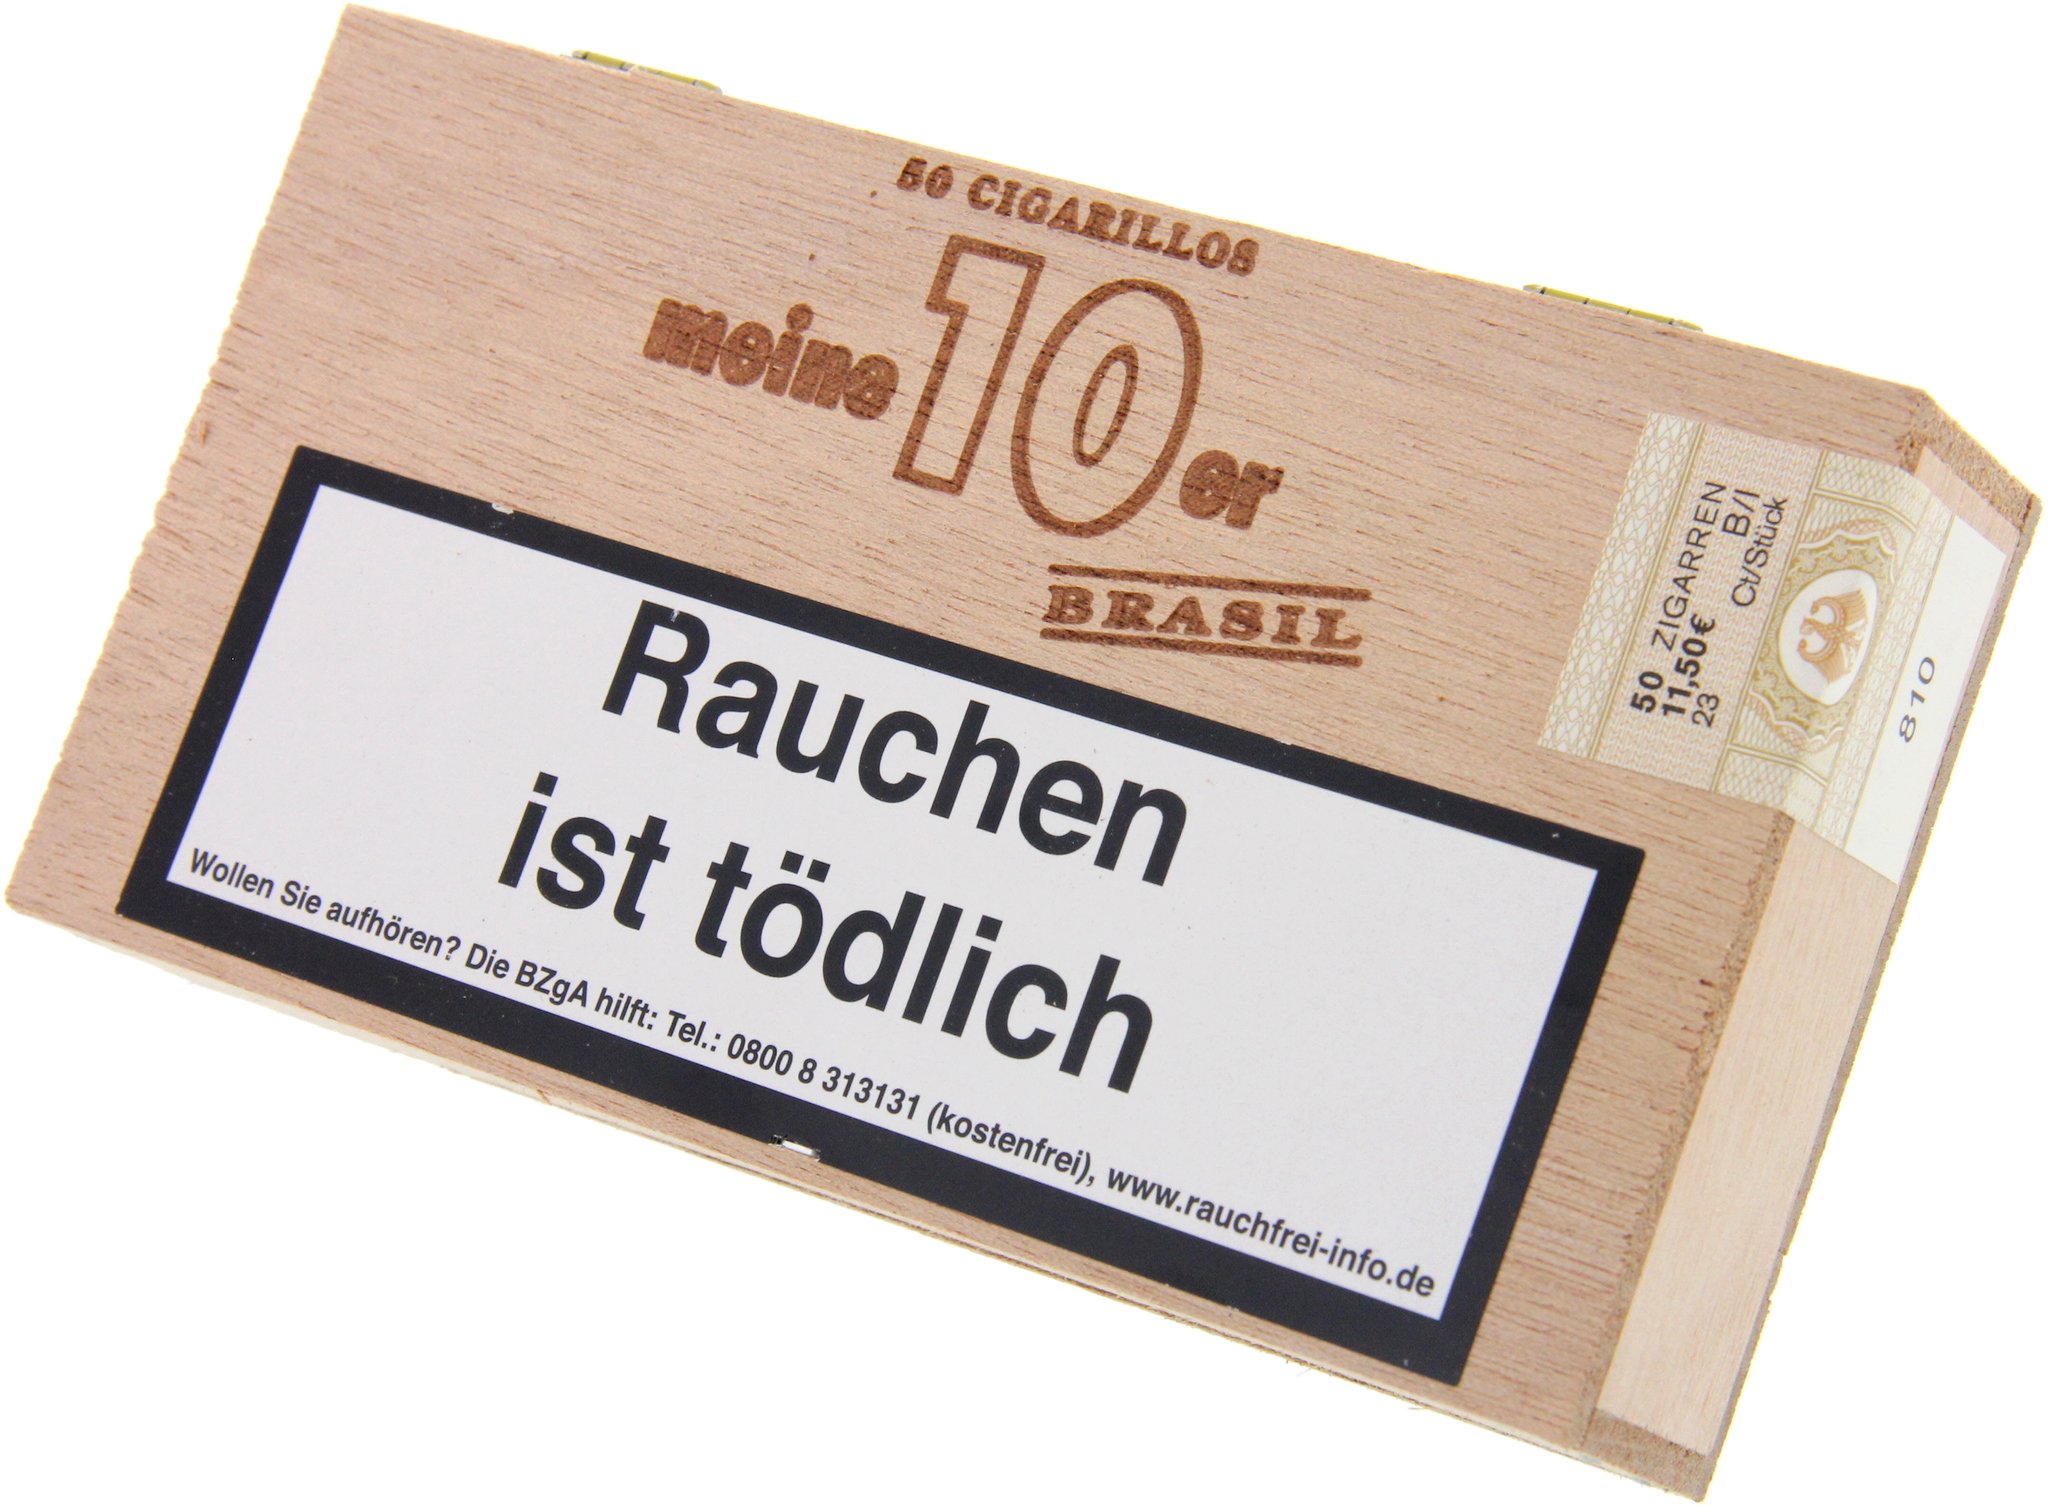 50 CIGARILLOS
meine 10er
BRASIL
Rauchen
ist tödlich
Wollen Sie aufhören? Die BZgA hilft: Tel.: 0800 8 313131 (kostenfrei), www.rauchfrei-info.de
50 ZIGARREN
11,50€ B/I
23 Ct/Stück
810